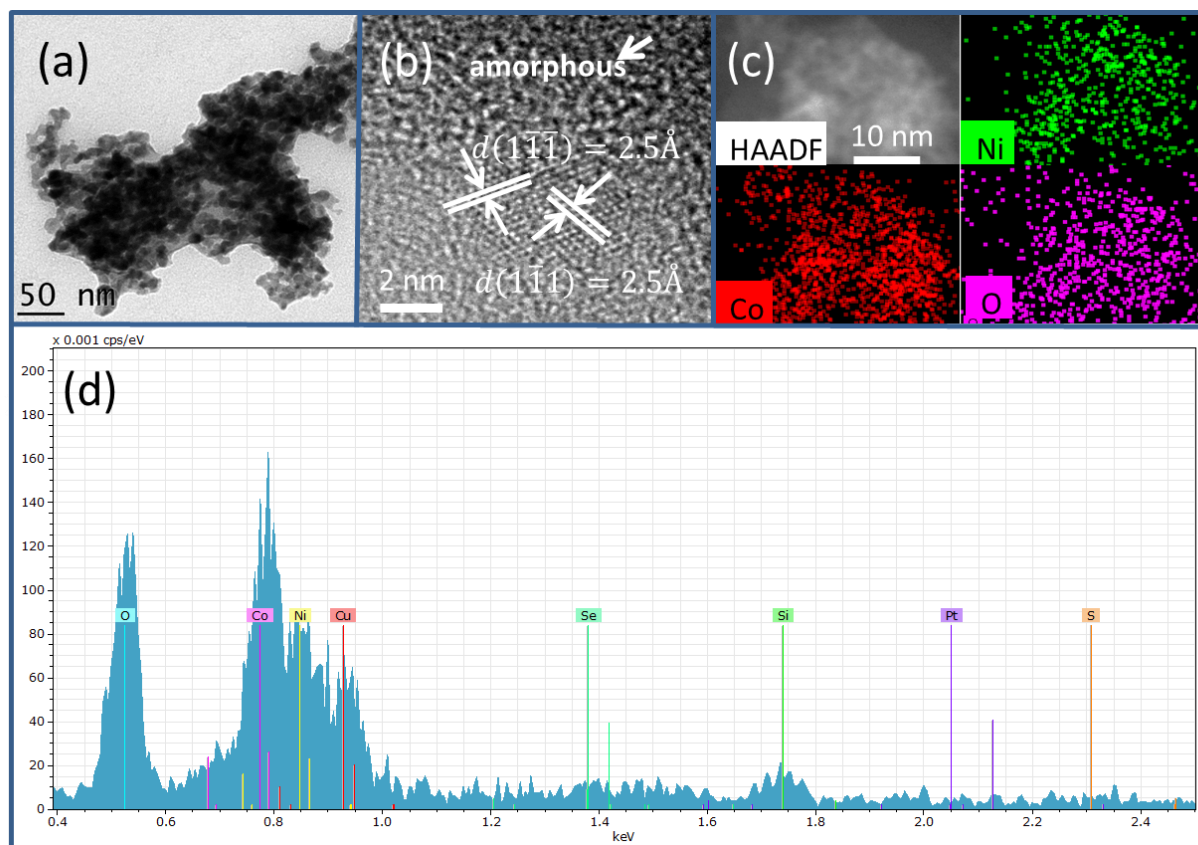 (a)
50 nm
(b)
amorphous
d(11̅1̅) = 2.5Å
2 nm
d(11̅1) = 2.5Å
(c)
HAADF
10 nm
Ni
Co
O
x 0.001 cps/eV
(d)
200
180
160
140
120
100
80
60
40
20
0
O
Co
Ni
Cu
Se
Si
Pt
S
0.4 0.6 0.8 1.0 1.2 1.4 1.6 1.8 2.0 2.2 2.4
keV